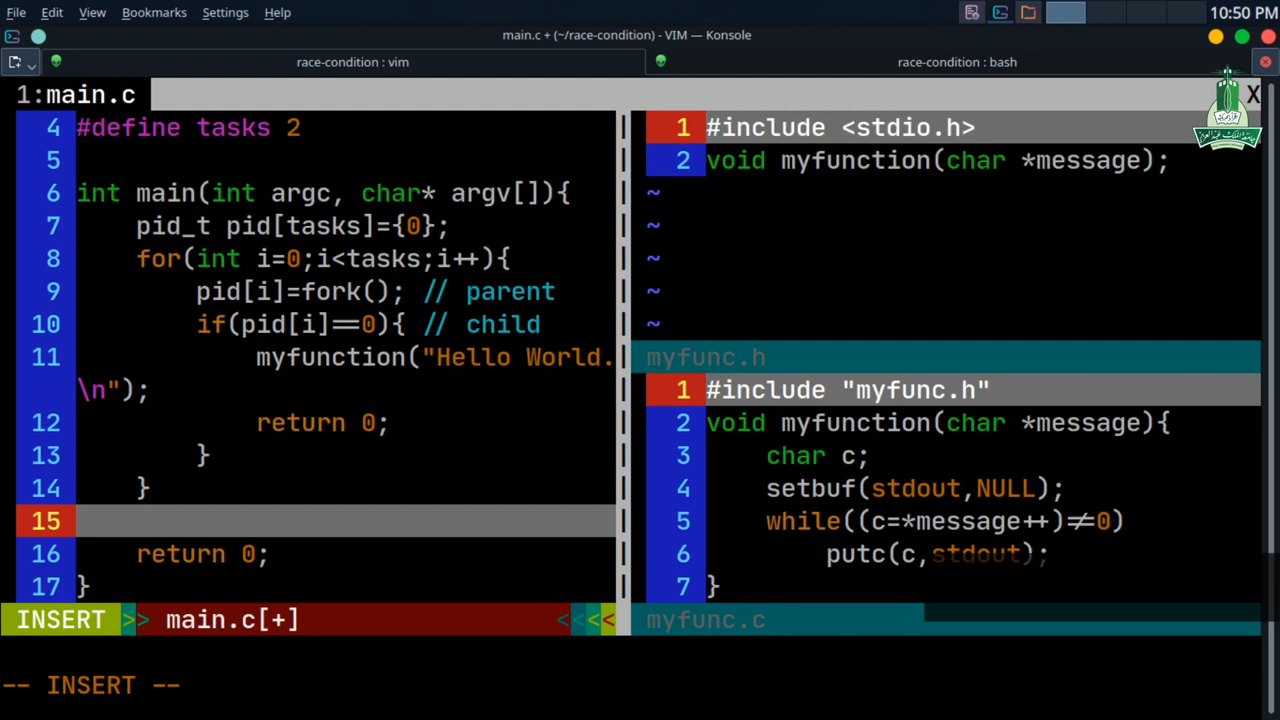 File Edit View Bookmarks Settings Help
10:50 PM
main.c + (~/race-condition) - VIM — Konsole
race-condition : vim
race-condition : bash
1:main.c
X
4 #define tasks 2
5
6 int main(int argc, char* argv[]){
7 pid_t pid[tasks]={0};
8 for(int i=0;i<tasks;i++){
9 pid[i]=fork(); // parent
10 if(pid[i]==0){ // child
11 myfunction("Hello World.
\n");
12 return 0;
13 }
14 }
15
16 return 0;
17 }
INSERT >> main.c[+] <<<<
-- INSERT --
1 #include <stdio.h>
2 void myfunction(char *message);
~
~
~
~
~
myfunc.h
1 #include "myfunc.h"
2 void myfunction(char *message){
3 char c;
4 setbuf(stdout,NULL);
5 while((c=*message++)!=0)
6 putc(c,stdout);
7 }
myfunc.c